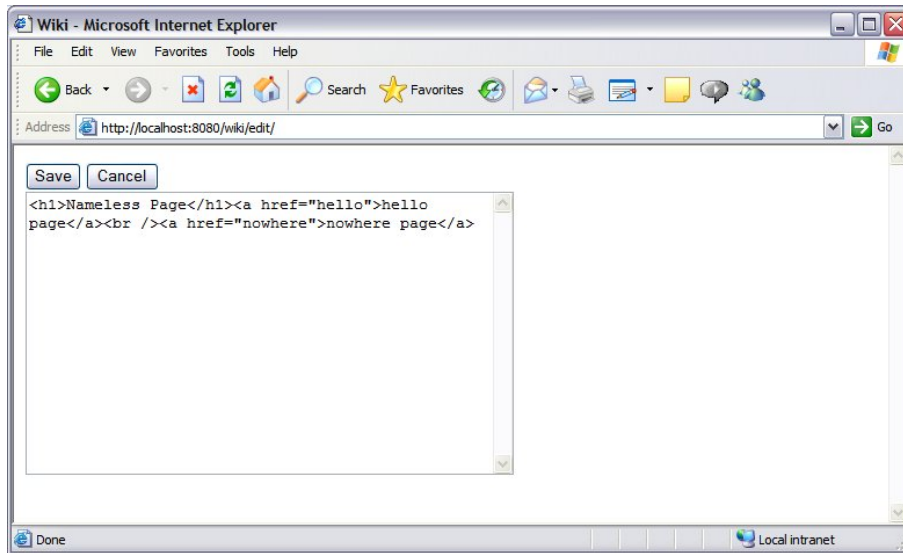 Wiki - Microsoft Internet Explorer
File Edit View Favorites Tools Help
Back Search Favorites
Address http://localhost:8080/wiki/edit/ Go
Save Cancel
<h1>Nameless Page</h1><a href="hello">hello
page</a><br /><a href="nowhere">nowhere page</a>
Done Local intranet